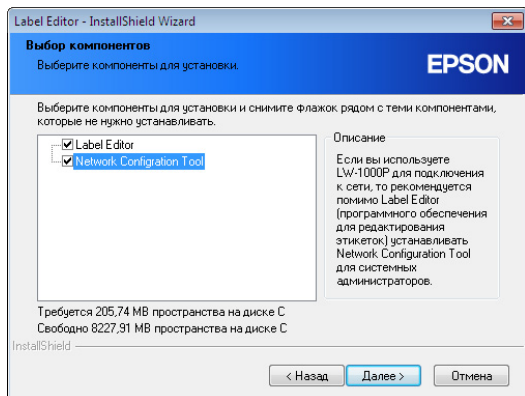 Label Editor - InstallShield Wizard
Выбор компонентов
Выберите компоненты для установки.
EPSON
Выберите компоненты для установки и снимите флажок рядом с теми компонентами,
которые не нужно устанавливать.
Label Editor
Network Configration Tool
Описание
Если вы используете
LW-1000P для подключения
к сети, то рекомендуется
помимо Label Editor
(программного обеспечения
для редактирования
этикеток) устанавливать
Network Configuration Tool
для системных
администраторов.
Требуется 205,74 MB пространства на диске C
Свободно 8227,91 MB пространства на диске C
InstallShield
< Назад
Далее >
Отмена